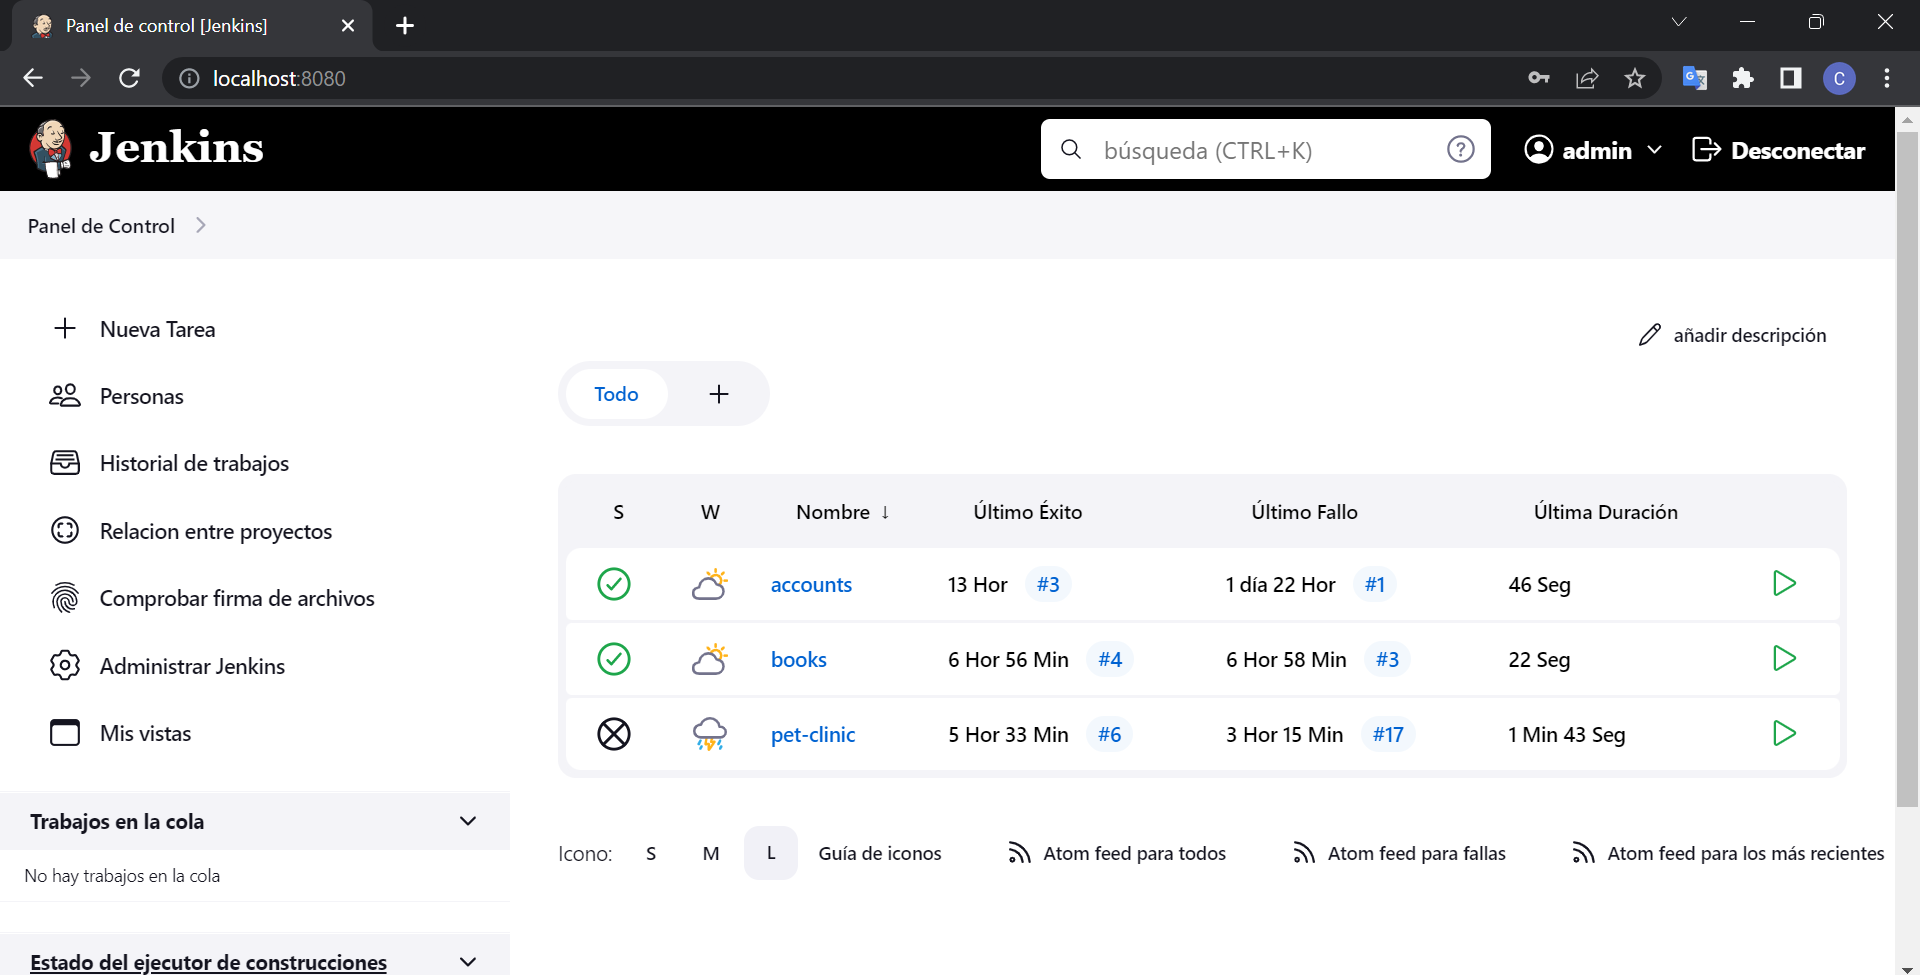 Panel de control [Jenkins]
localhost:8080
C
Jenkins
búsqueda (CTRL+K)
admin
Desconectar
Panel de Control
Nueva Tarea
Personas
Historial de trabajos
Relacion entre proyectos
Comprobar firma de archivos
Administrar Jenkins
Mis vistas
Trabajos en la cola
No hay trabajos en la cola
Estado del ejecutor de construcciones
añadir descripción
Todo +
S W Nombre ↓ Último Éxito Último Fallo Última Duración
accounts 13 Hor #3 1 día 22 Hor #1 46 Seg
books 6 Hor 56 Min #4 6 Hor 58 Min #3 22 Seg
pet-clinic 5 Hor 33 Min #6 3 Hor 15 Min #17 1 Min 43 Seg
Icono: S M L Guía de iconos Atom feed para todos Atom feed para fallas Atom feed para los más recientes